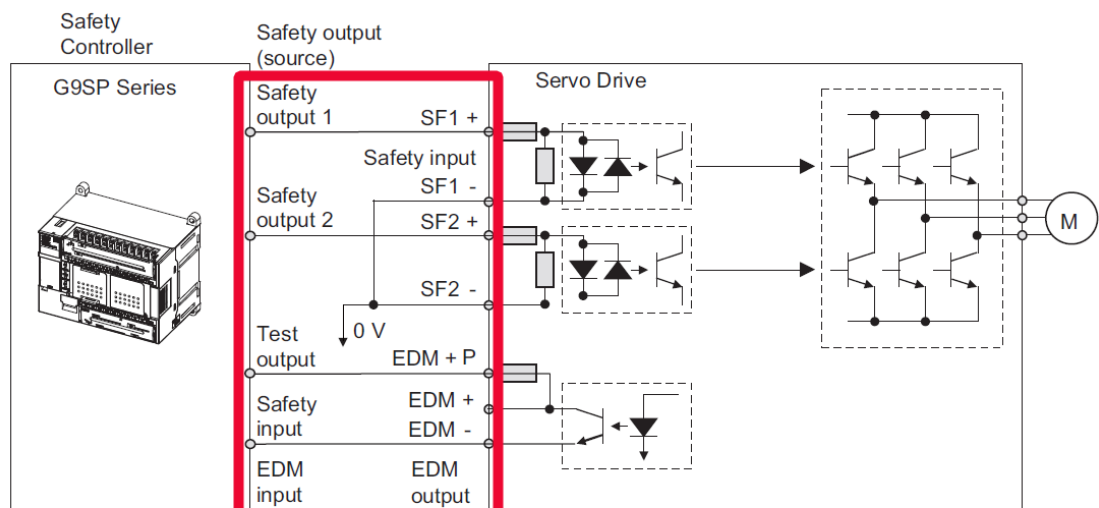 Safety
Controller
G9SP Series
Safety output
(source)
Servo Drive
Safety
output 1
SF1 +
Safety input
SF1 -
Safety
output 2
SF2 +
SF2 -
0 V
Test
output
EDM + P
EDM +
Safety
input
EDM -
EDM
input
EDM
output
M